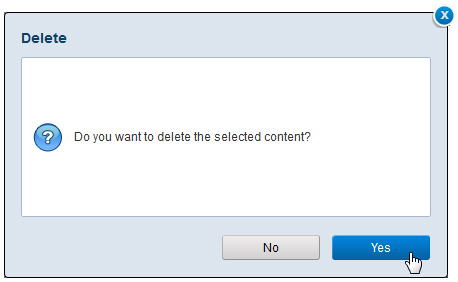 X
Delete
?
Do you want to delete the selected content?
No
Yes